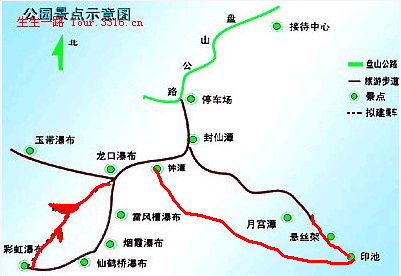 公园景点示意图
生生一路 Tour.3316.cn
北
盘山公路
接待中心
盘山公路
旅游步道
景点
拟建缆车
停车场
封仙潭
玉带瀑布
龙口瀑布
钟潭
雷风槽瀑布
月宫潭
悬丝架
烟霞瀑布
彩虹瀑布
仙鹤桥瀑布
印池